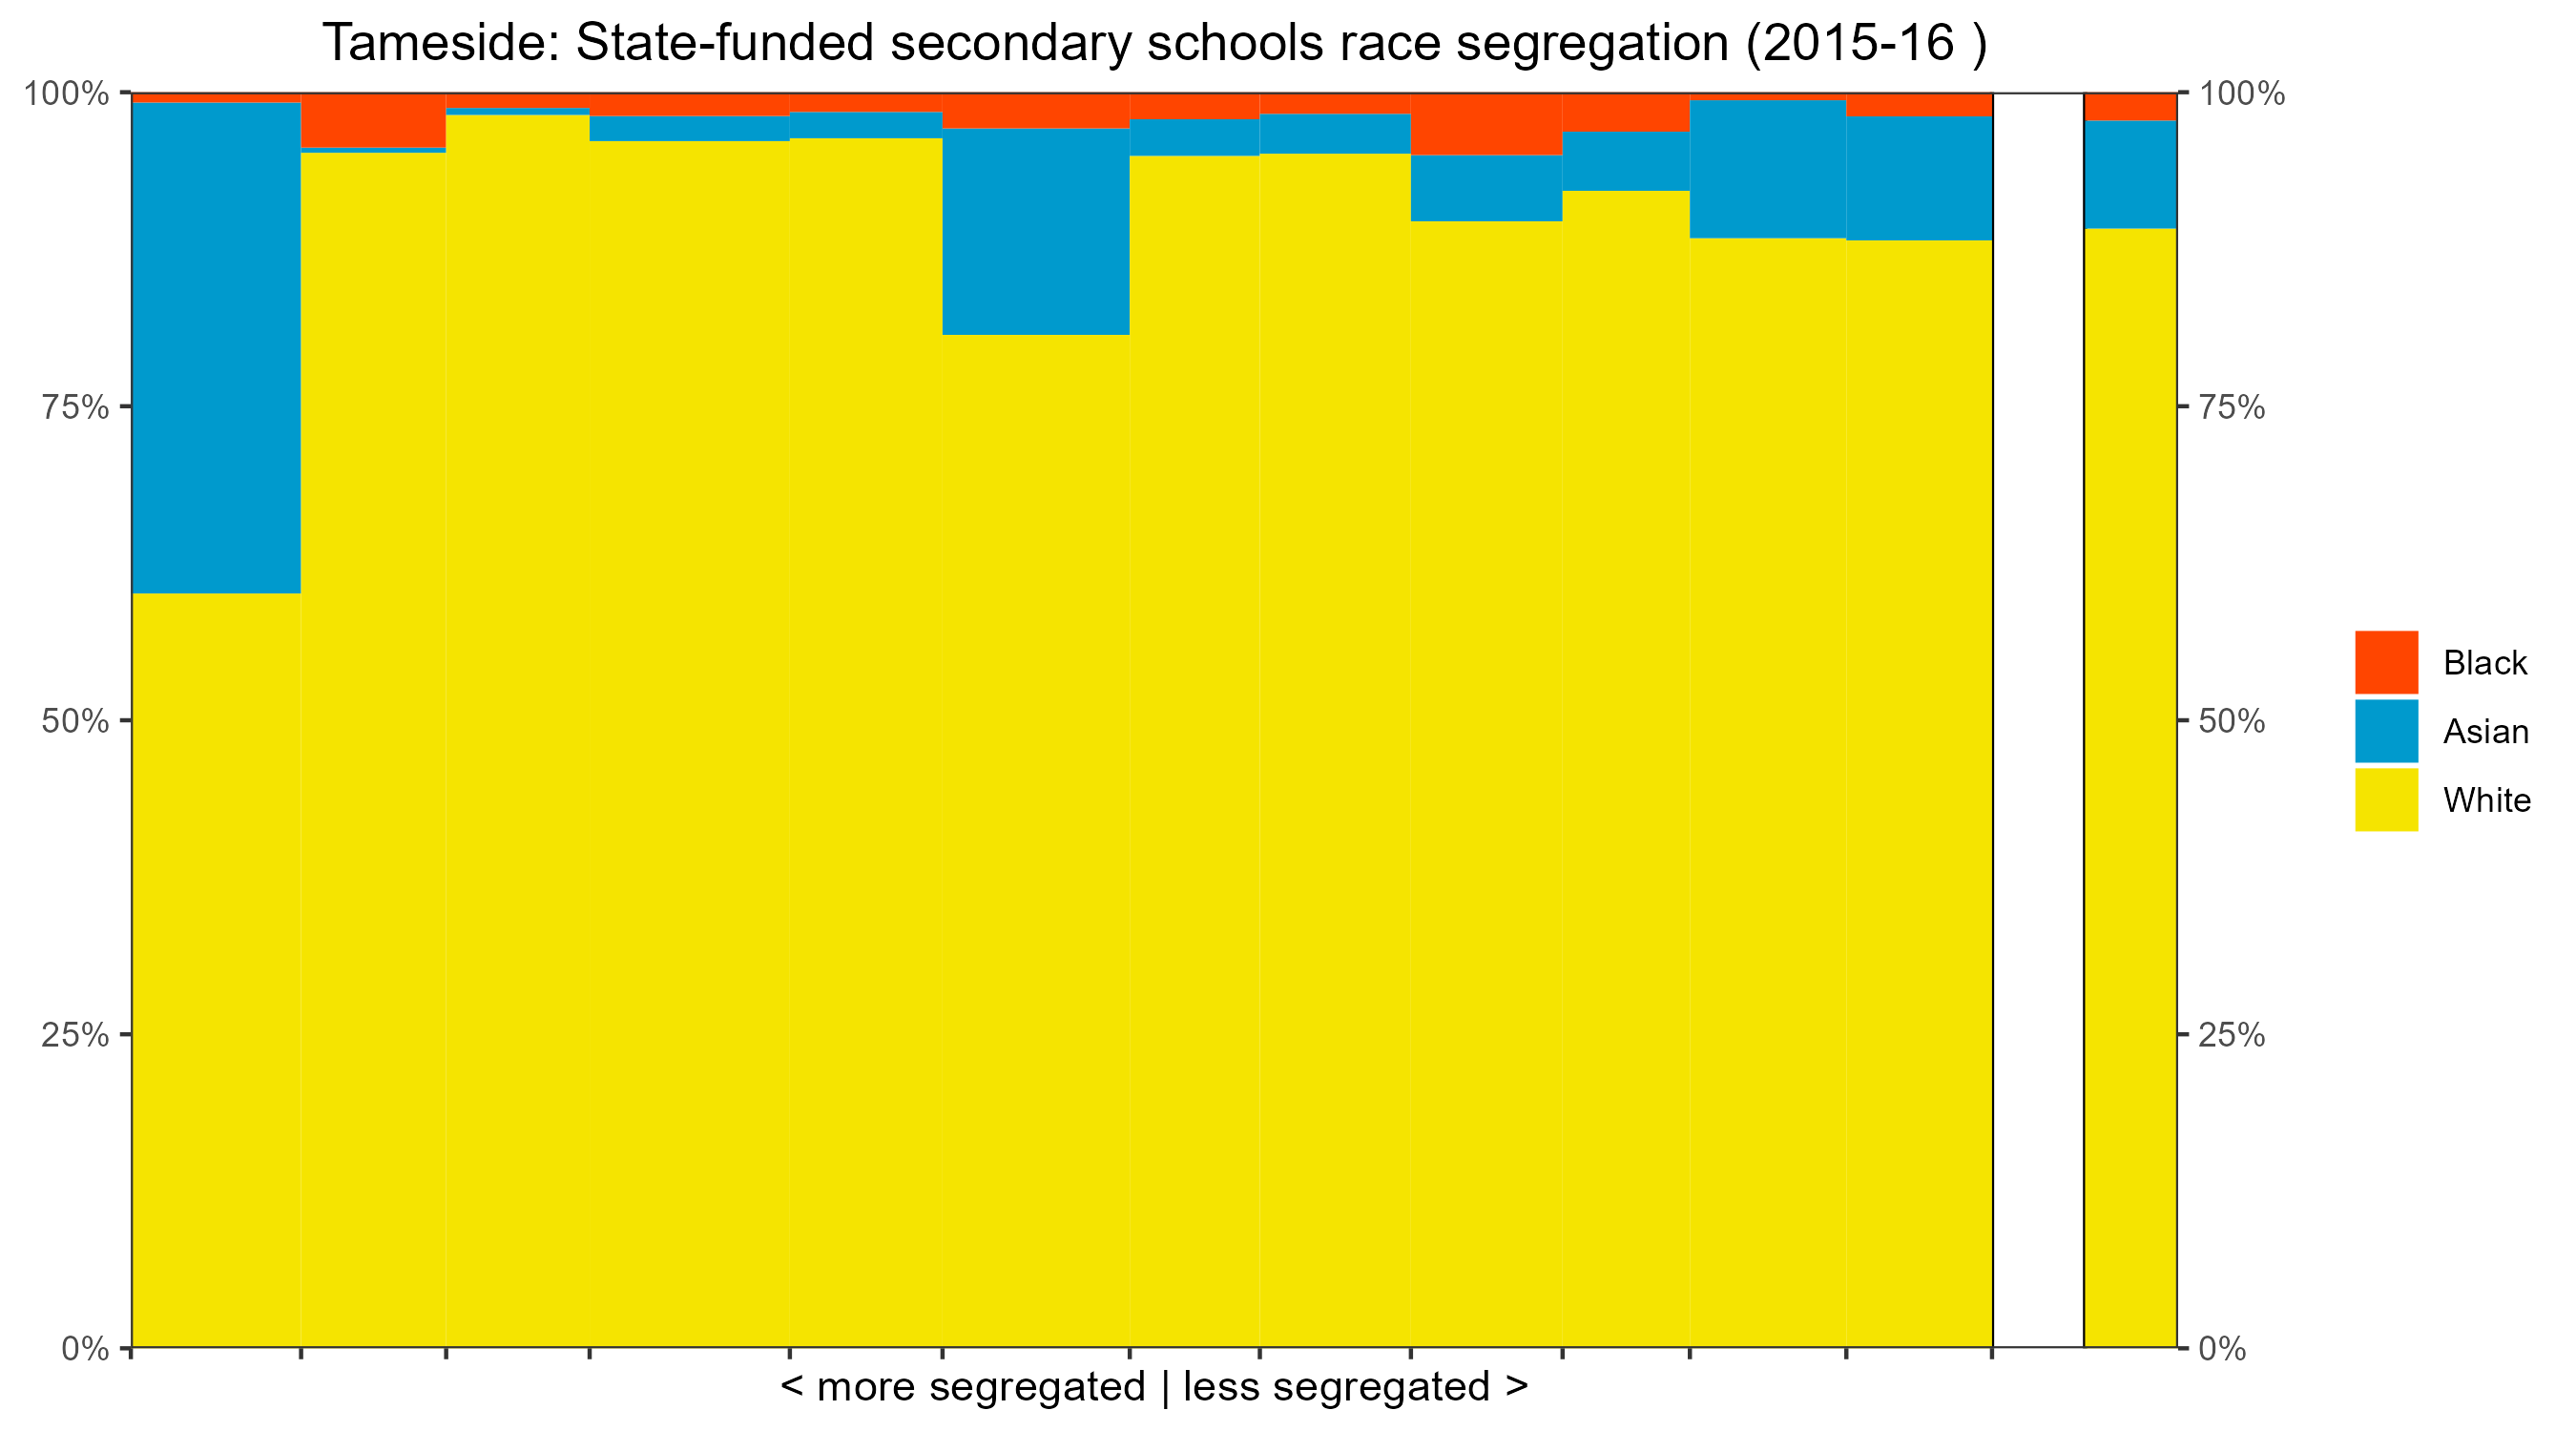 Tameside: State-funded secondary schools race segregation (2015-16 )
100%
75%
50%
25%
0%
100%
75%
50%
25%
0%
Black
Asian
White
< more segregated | less segregated >